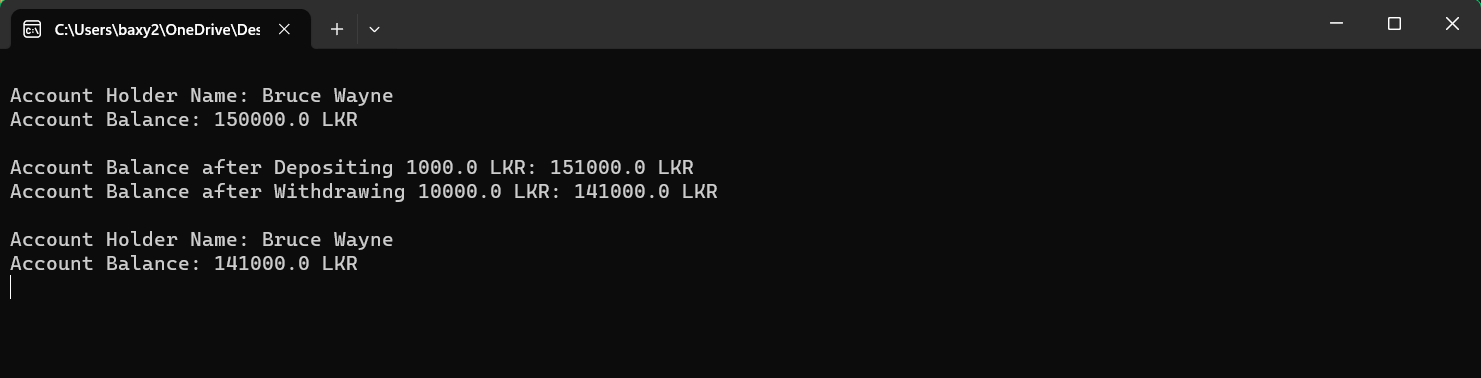 C:\Users\baxy2\OneDrive\Des
Account Holder Name: Bruce Wayne
Account Balance: 150000.0 LKR
Account Balance after Depositing 1000.0 LKR: 151000.0 LKR
Account Balance after Withdrawing 10000.0 LKR: 141000.0 LKR
Account Holder Name: Bruce Wayne
Account Balance: 141000.0 LKR